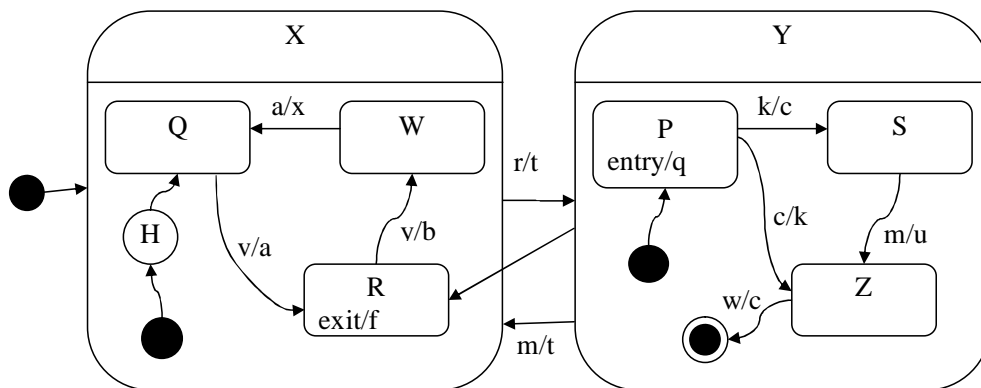 X
Y
a/x
k/c
Q
W
P
S
entry/q
r/t
H
v/a
v/b
c/k
m/u
R
Z
exit/f
w/c
m/t